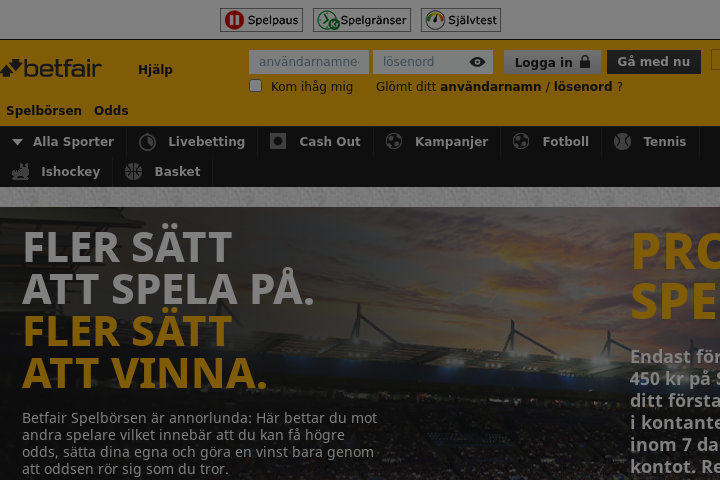 Spelpaus Spelgränser Självtest
betfair Hjälp användarnamne- lösenord Logga in Gå med nu
Kom ihåg mig Glömt ditt användarnamn / lösenord ?
Spelbörsen Odds
Alla Sporter Livebetting Cash Out Kampanjer Fotboll Tennis
Ishockey Basket
FLER SÄTT
ATT SPELA PÅ.
FLER SÄTT
ATT VINNA.
Betfair Spelbörsen är annorlunda: Här bettar du mot
andra spelare vilket innebär att du kan få högre
odds, sätta dina egna och göra en vinst bara genom
att oddsen rör sig som du tror.
PRO
SPE
Endast för
450 kr på S
ditt första
i kontante
inom 7 da
kontot. Re